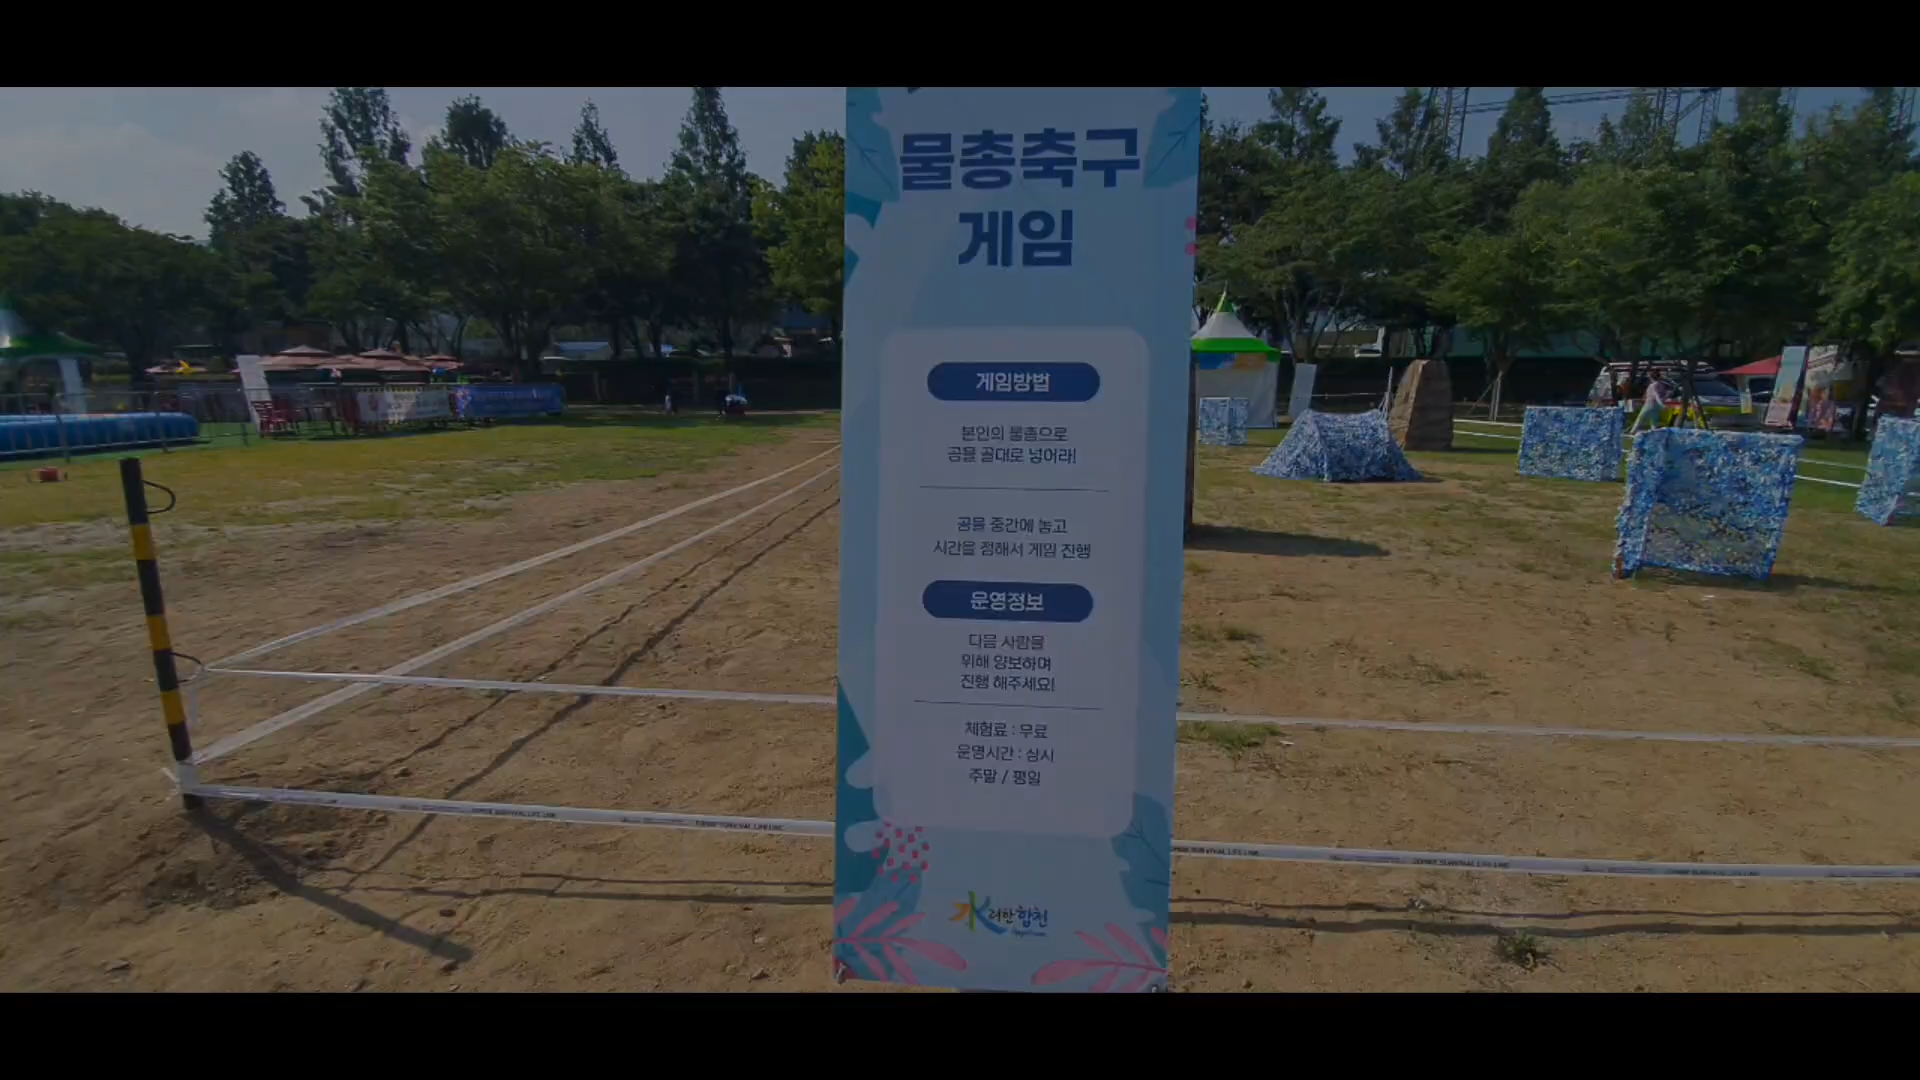 물총축구
게임
게임방법
본인의 물총으로
공을 골대로 넣어라!
공을 중간에 놓고
시간을 정해서 게임 진행
운영정보
다음 사람을
위해 양보하며
진행 해주세요!
체험료 : 무료
운영시간 : 상시
주말 / 평일
水려한합천